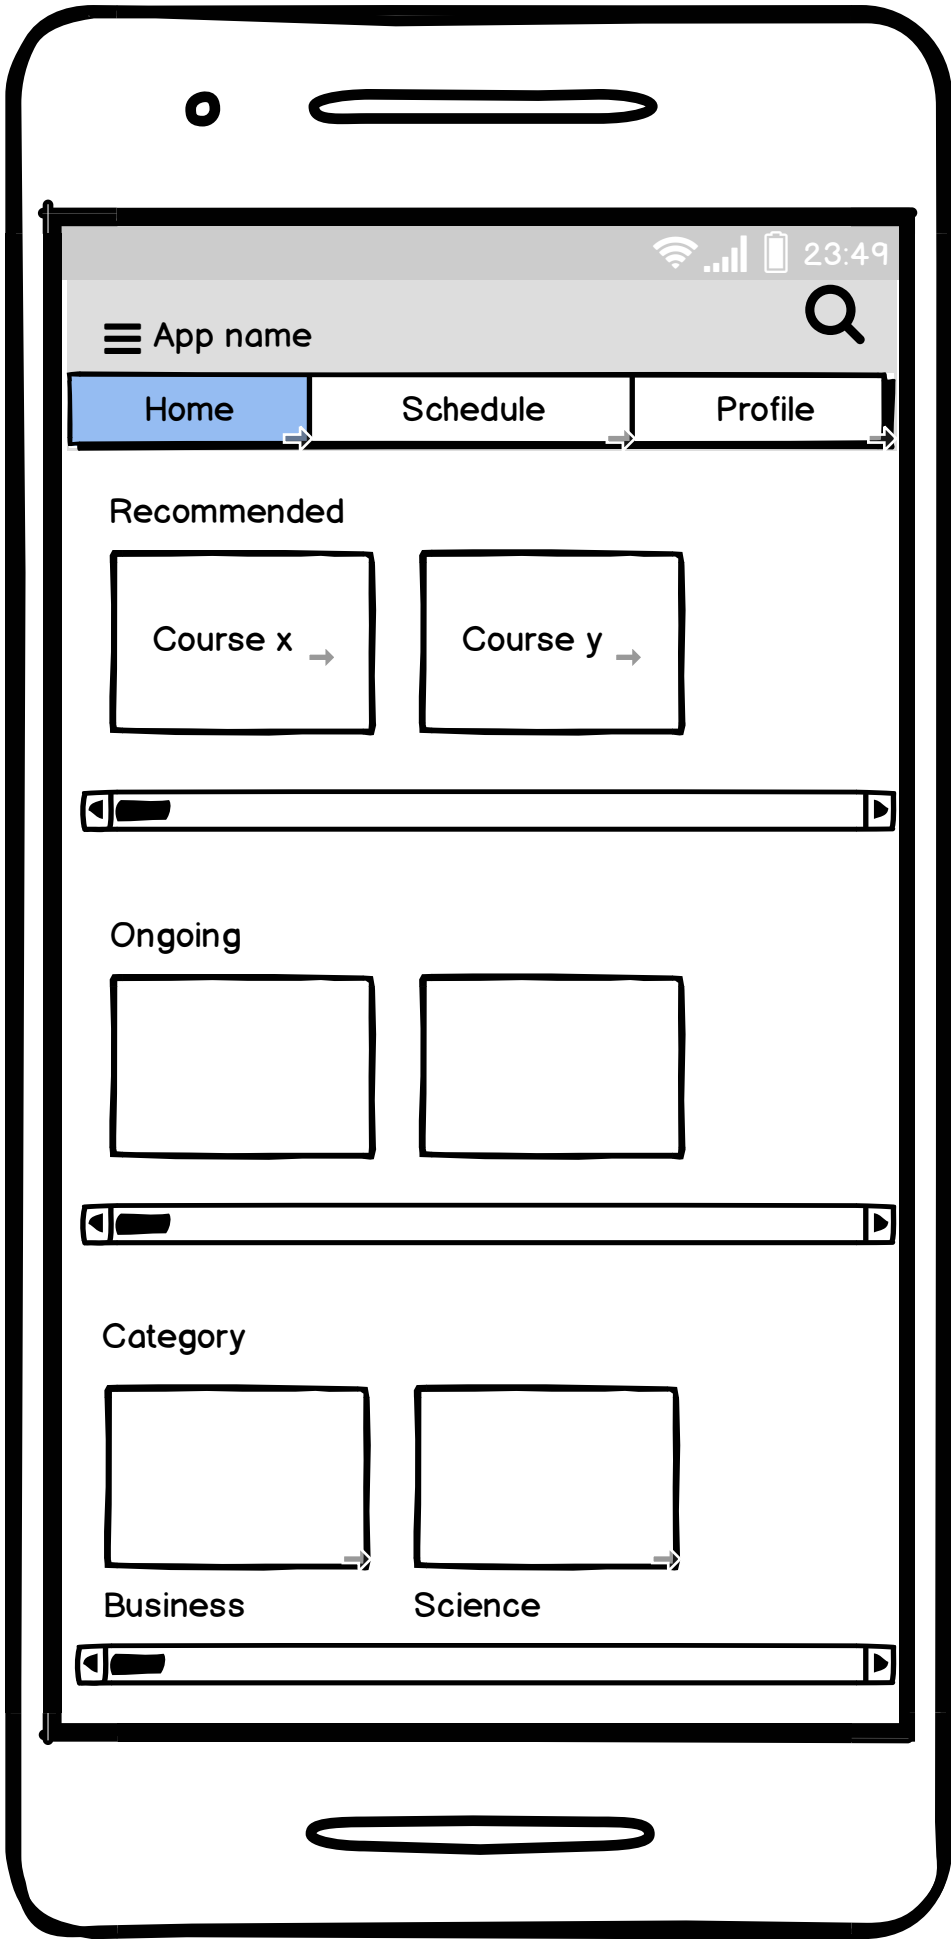 23:49
App name
Home Schedule Profile
Recommended
Course x Course y
Ongoing
Category
Business Science